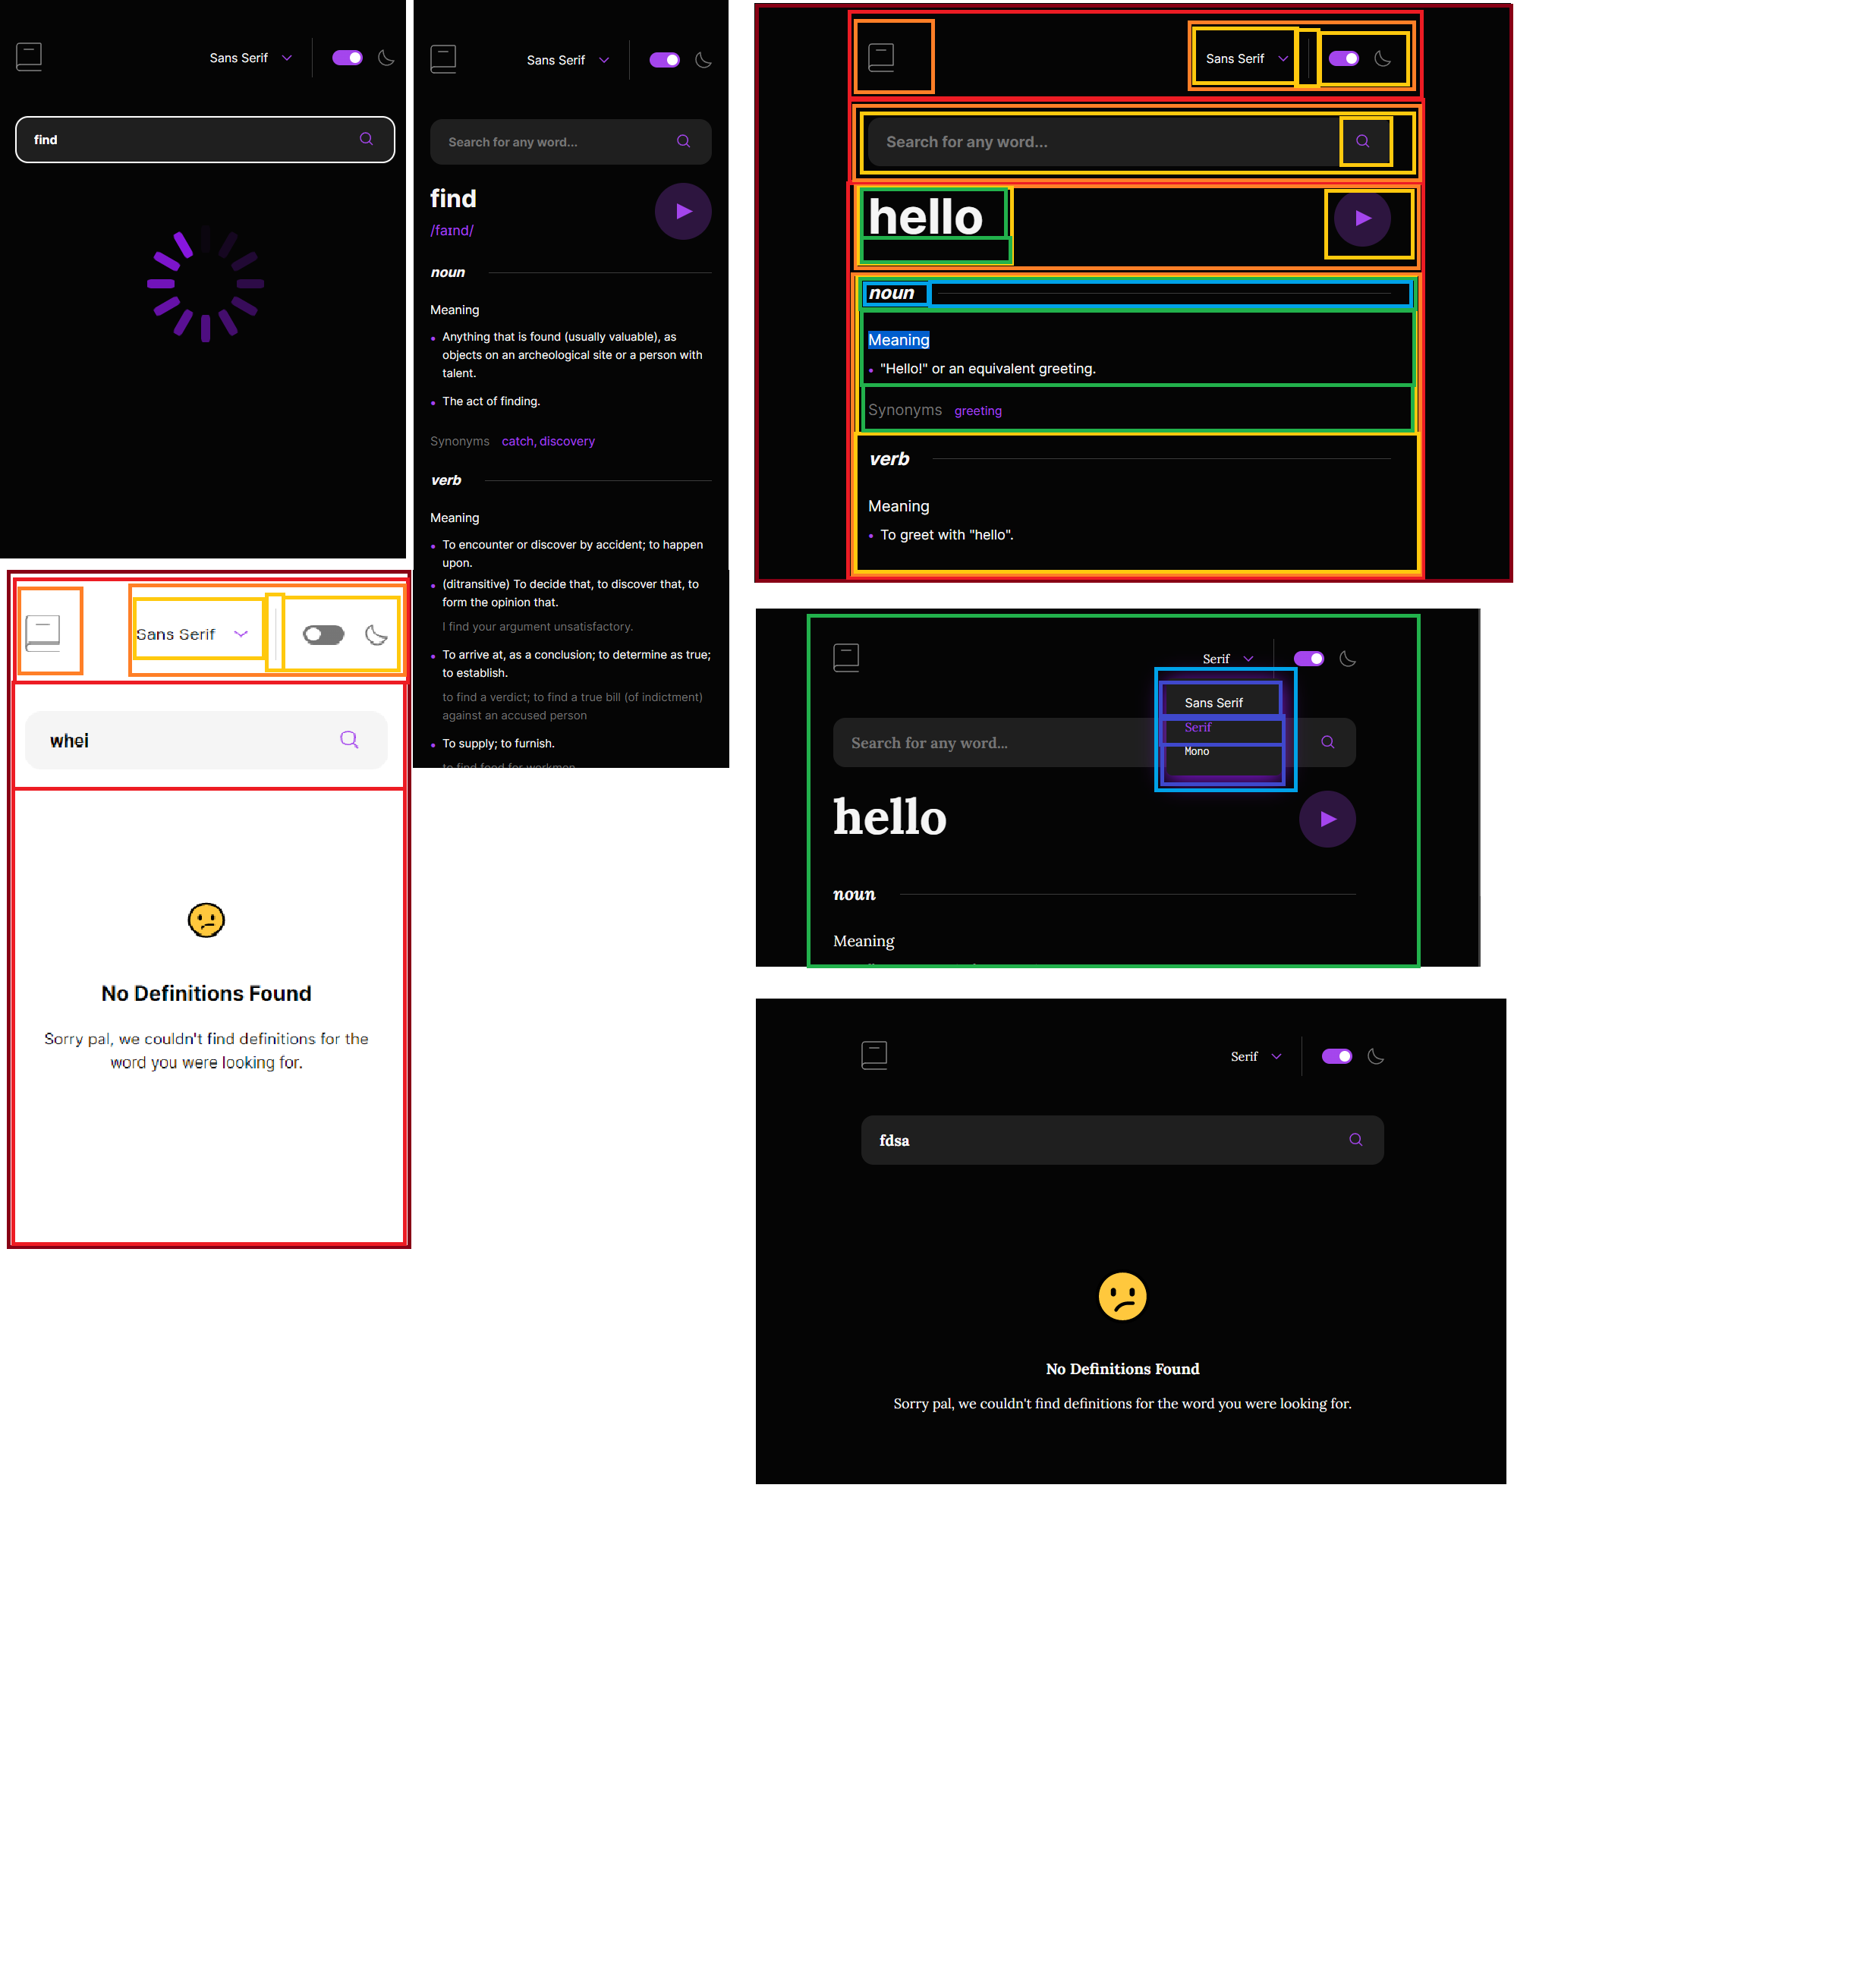 Sans Serif
find
Sans Serif
Search for any word...
find
/faɪnd/
noun
Meaning
Anything that is found (usually valuable), as
objects on an archeological site or a person with
talent.
The act of finding.
Synonyms catch, discovery
verb
Meaning
To encounter or discover by accident; to happen
upon.
(ditransitive) To decide that, to discover that, to
form the opinion that.
I find your argument unsatisfactory.
To arrive at, as a conclusion; to determine as true;
to establish.
to find a verdict; to find a true bill (of indictment)
against an accused person
To supply; to furnish.
to find food for workmen
Sans Serif
Search for any word...
hello
noun
Meaning
"Hello!" or an equivalent greeting.
Synonyms greeting
verb
Meaning
To greet with "hello".
Sans Serif
whei
No Definitions Found
Sorry pal, we couldn't find definitions for the
word you were looking for.
Serif
Sans Serif
Serif
Mono
Search for any word...
hello
noun
Meaning
Serif
fdsa
No Definitions Found
Sorry pal, we couldn't find definitions for the word you were looking for.